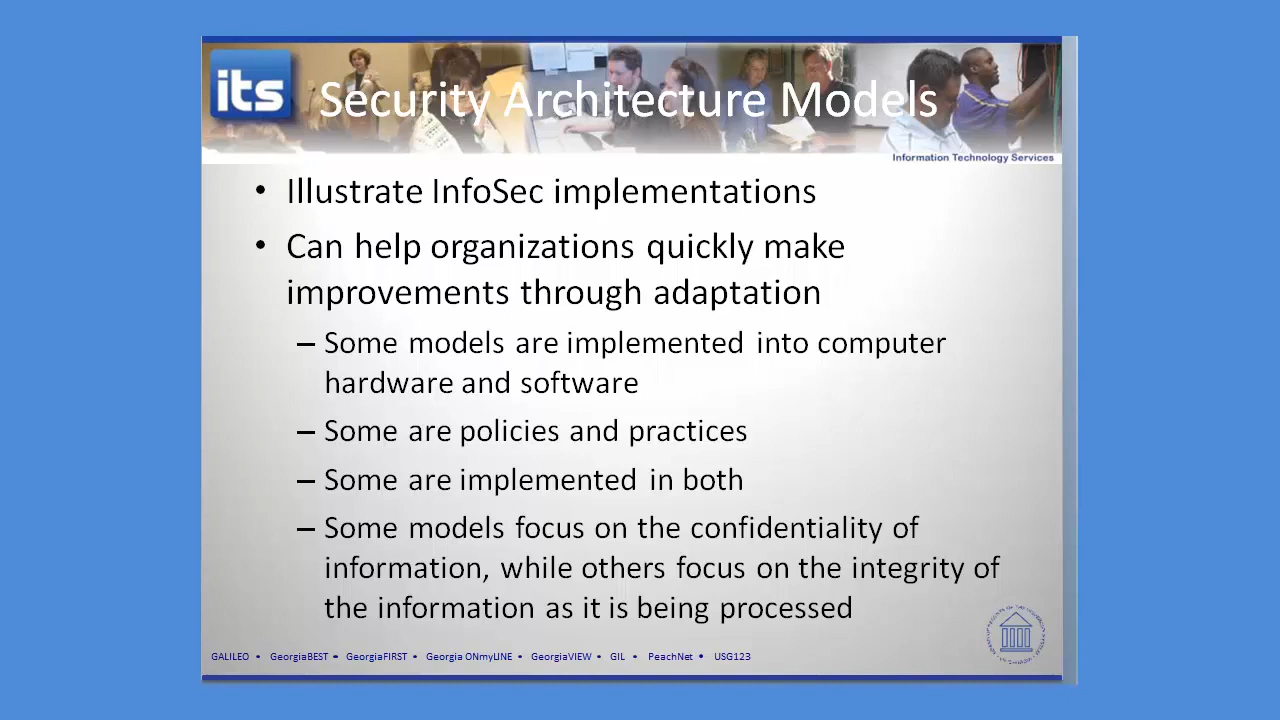 its
Security Architecture Models
Information Technology Services
• Illustrate InfoSec implementations
• Can help organizations quickly make
improvements through adaptation
– Some models are implemented into computer
hardware and software
– Some are policies and practices
– Some are implemented in both
– Some models focus on the confidentiality of
information, while others focus on the integrity of
the information as it is being processed
GALILEO • GeorgiaBEST • GeorgiaFIRST • Georgia ONmyLINE • GeorgiaVIEW • GIL • PeachNet • USG123